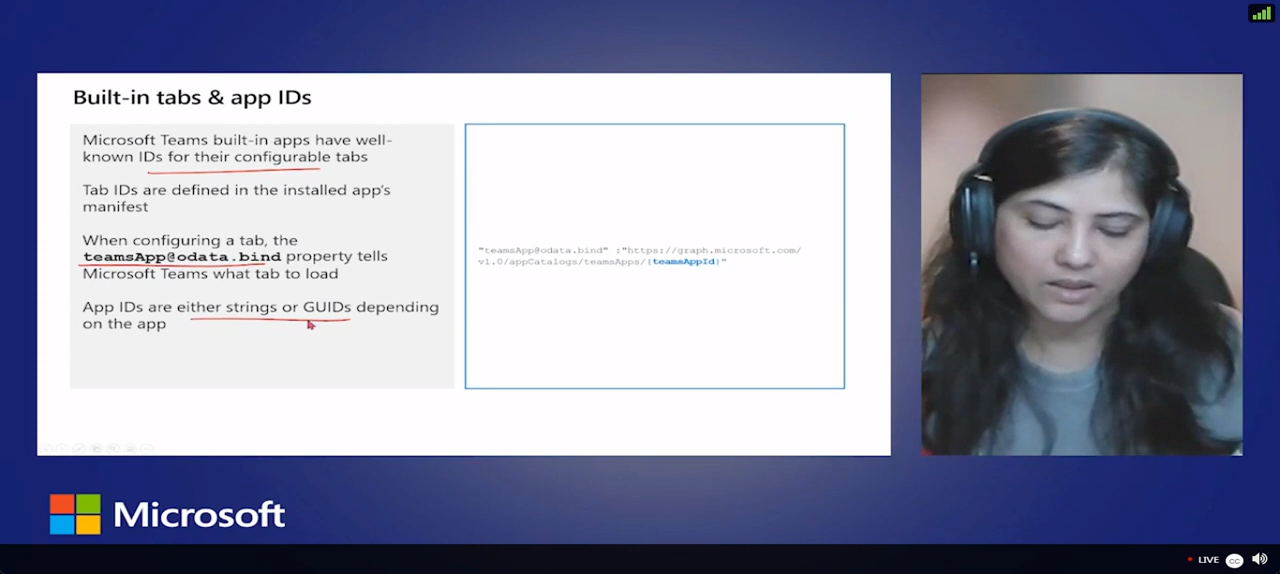 Built-in tabs & app IDs
Microsoft Teams built-in apps have well-
known IDs for their configurable tabs
Tab IDs are defined in the installed app's
manifest
When configuring a tab, the
teamsApp@odata.bind property tells
Microsoft Teams what tab to load
App IDs are either strings or GUIDs depending
on the app
"teamsApp@odata.bind" :"https://graph.microsoft.com/
v1.0/appCatalogs/teamsApps/{teamsAppId}"
Microsoft
LIVE
CC